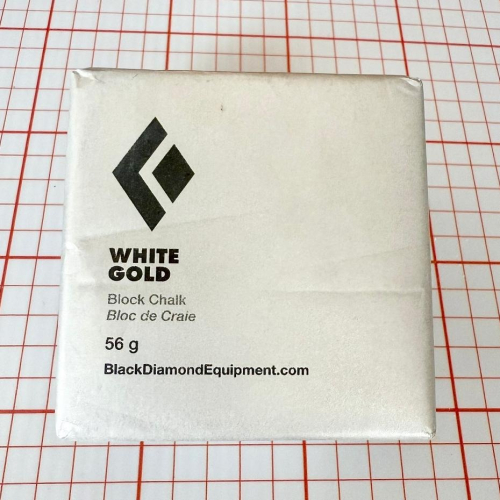 WHITE
GOLD
Block Chalk
Bloc de Craie
56 g
BlackDiamondEquipment.com